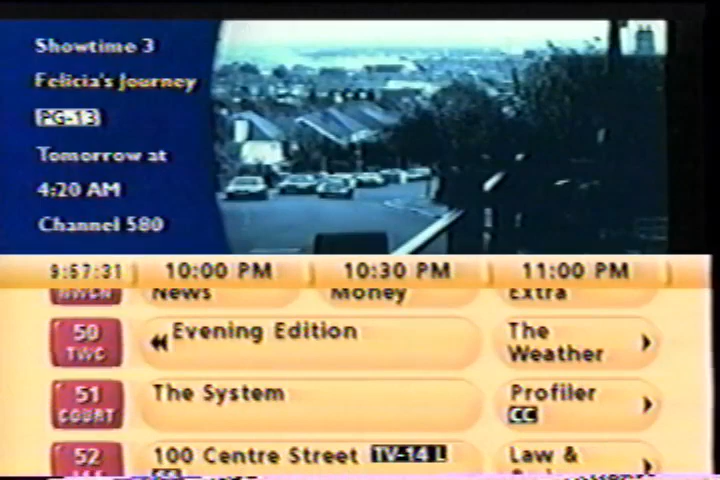 Showtime 3
Felicia's Journey
PG-13
Tomorrow at
4:20 AM
Channel 580
9:57:31 10:00 PM 10:30 PM 11:00 PM
News Money Extra
50 Evening Edition The
TWC Weather
51 The System Profiler
COURT CC
52 100 Centre Street TV-14 L Law &